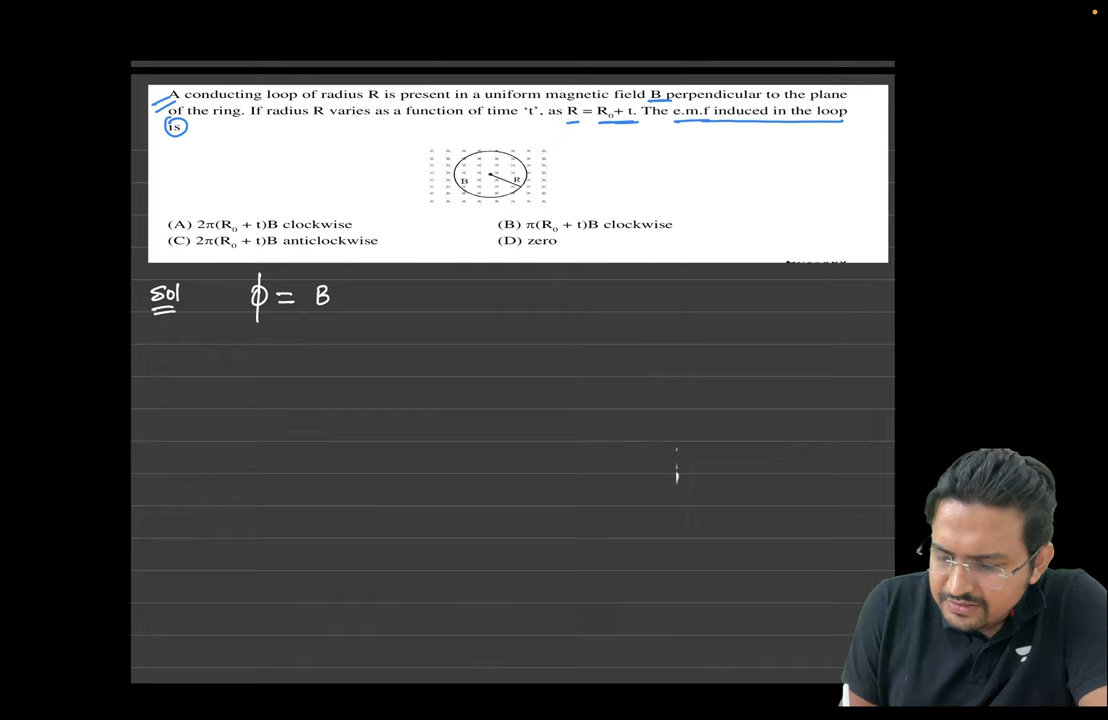 A conducting loop of radius R is present in a uniform magnetic field B perpendicular to the plane
of the ring. If radius R varies as a function of time ‘t’, as R = R₀+ t. The e.m.f induced in the loop
is
B
R
(A) 2π(R₀ + t)B clockwise
(B) π(R₀ + t)B clockwise
(C) 2π(R₀ + t)B anticlockwise
(D) zero
Sol ϕ = B